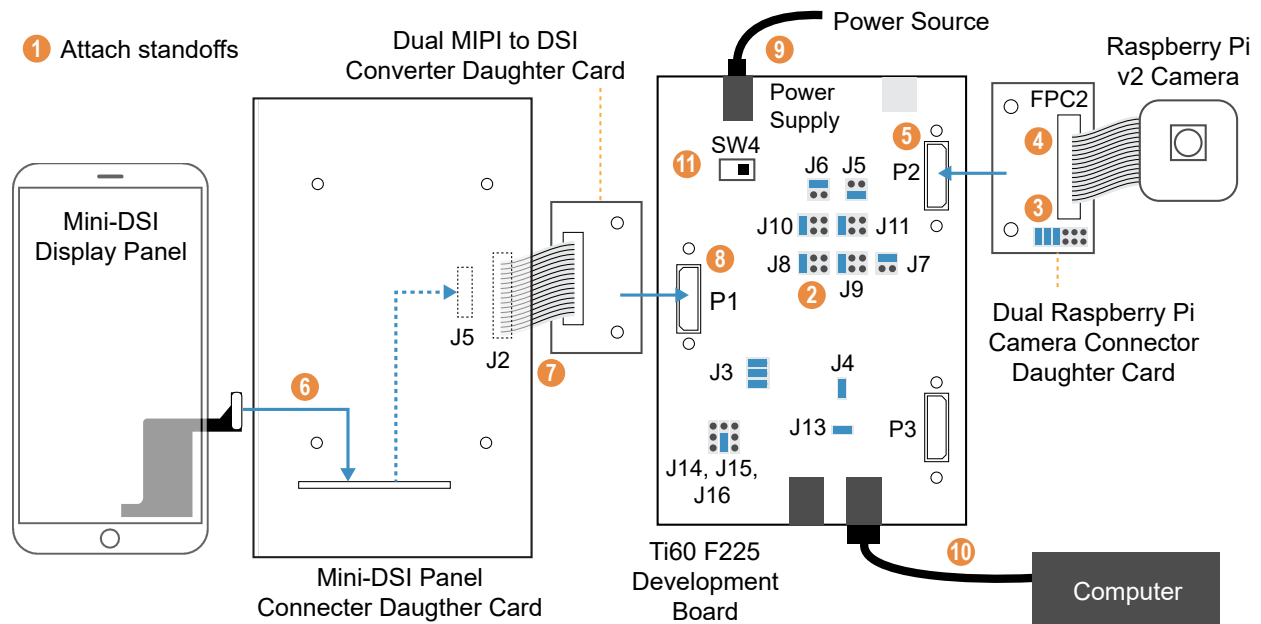 1 Attach standoffs
Dual MIPI to DSI
Converter Daughter Card
9
Power Source
Raspberry Pi
v2 Camera
Power
Supply
FPC2
5
4
SW4
11
J6 J5
P2
3
Mini-DSI
Display Panel
J10
J11
J8
J7
2
J9
8
P1
J5
J2
7
Dual Raspberry Pi
Camera Connector
Daughter Card
6
J3
J4
J13
P3
J14, J15,
J16
10
Ti60 F225
Development
Board
Mini-DSI Panel
Connecter Daugther Card
Computer